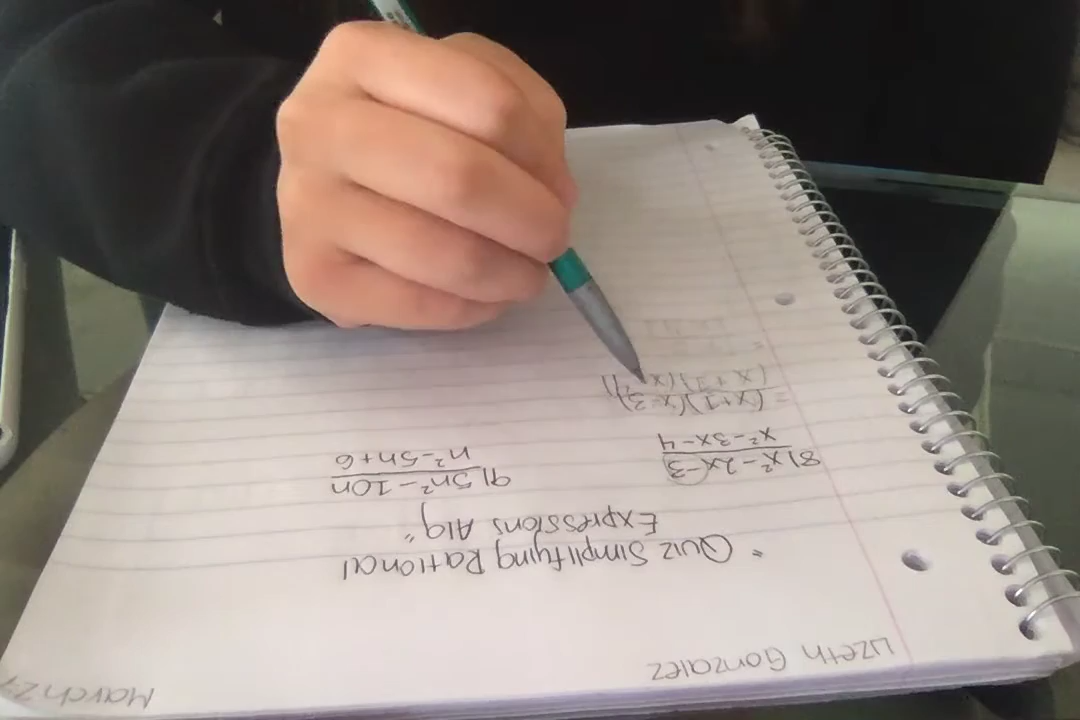 Lizeth Gonzalez March 27
"Quiz Simplifying Rational
Expressions Alg"
8) x²-2x-3
x²-3x-4
9) 5n²-10n
n²-5n+6
= (x+1)(x-3)
(x+1)(x